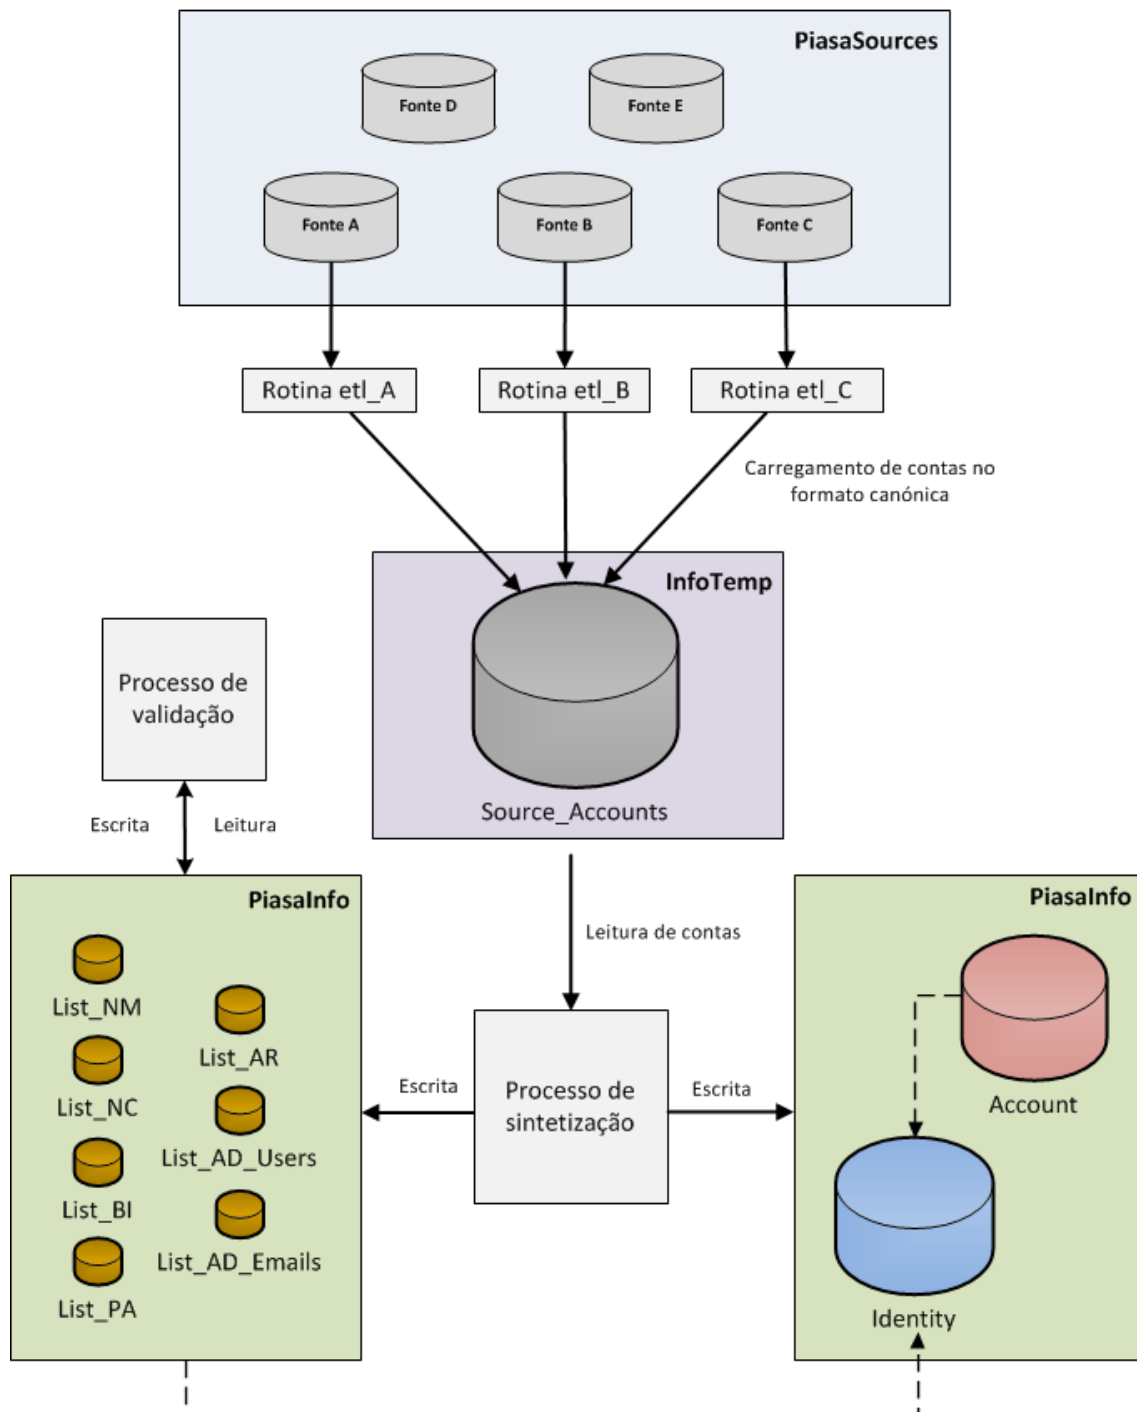 PiasaSources
Fonte D
Fonte E
Fonte A
Fonte B
Fonte C
Rotina etl_A
Rotina etl_B
Rotina etl_C
Carregamento de contas no
formato canónica
InfoTemp
Source_Accounts
Processo de
validação
Escrita
Leitura
PiasaInfo
List_NM
List_AR
List_NC
List_AD_Users
List_BI
List_AD_Emails
List_PA
Leitura de contas
Escrita
Processo de
sintetização
Escrita
PiasaInfo
Account
Identity